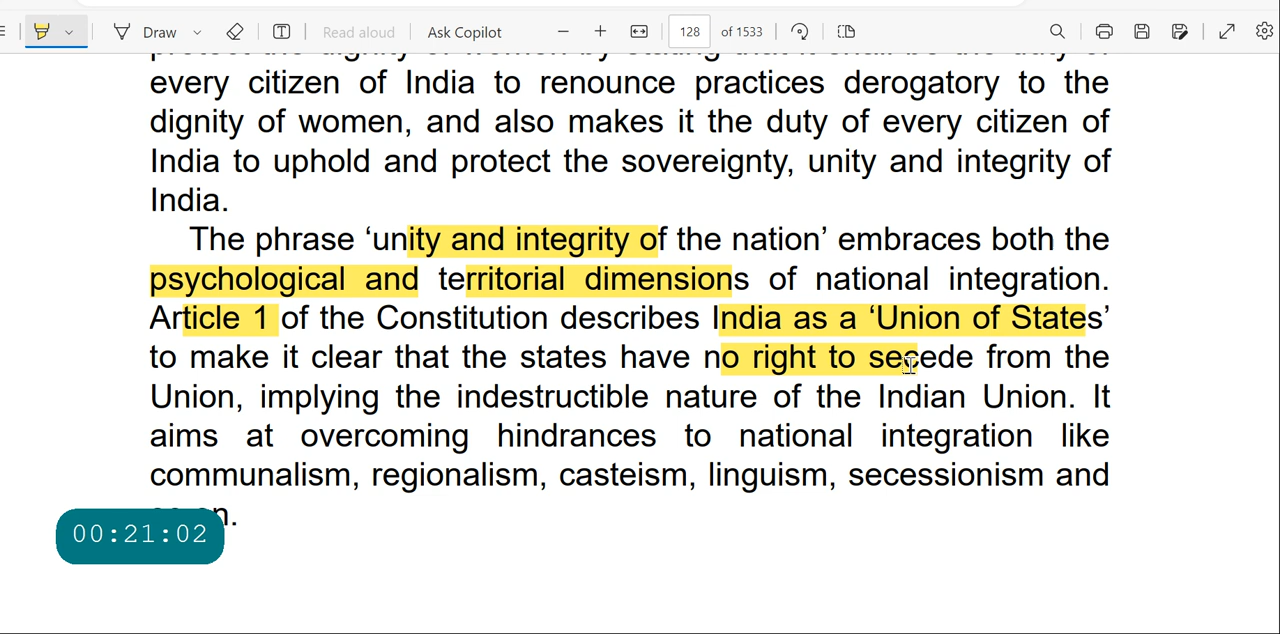 Draw Read aloud Ask Copilot 128 of 1533
every citizen of India to renounce practices derogatory to the
dignity of women, and also makes it the duty of every citizen of
India to uphold and protect the sovereignty, unity and integrity of
India.
The phrase ‘unity and integrity of the nation’ embraces both the
psychological and territorial dimensions of national integration.
Article 1 of the Constitution describes India as a ‘Union of States’
to make it clear that the states have no right to secede from the
Union, implying the indestructible nature of the Indian Union. It
aims at overcoming hindrances to national integration like
communalism, regionalism, casteism, linguism, secessionism and
00:21:02